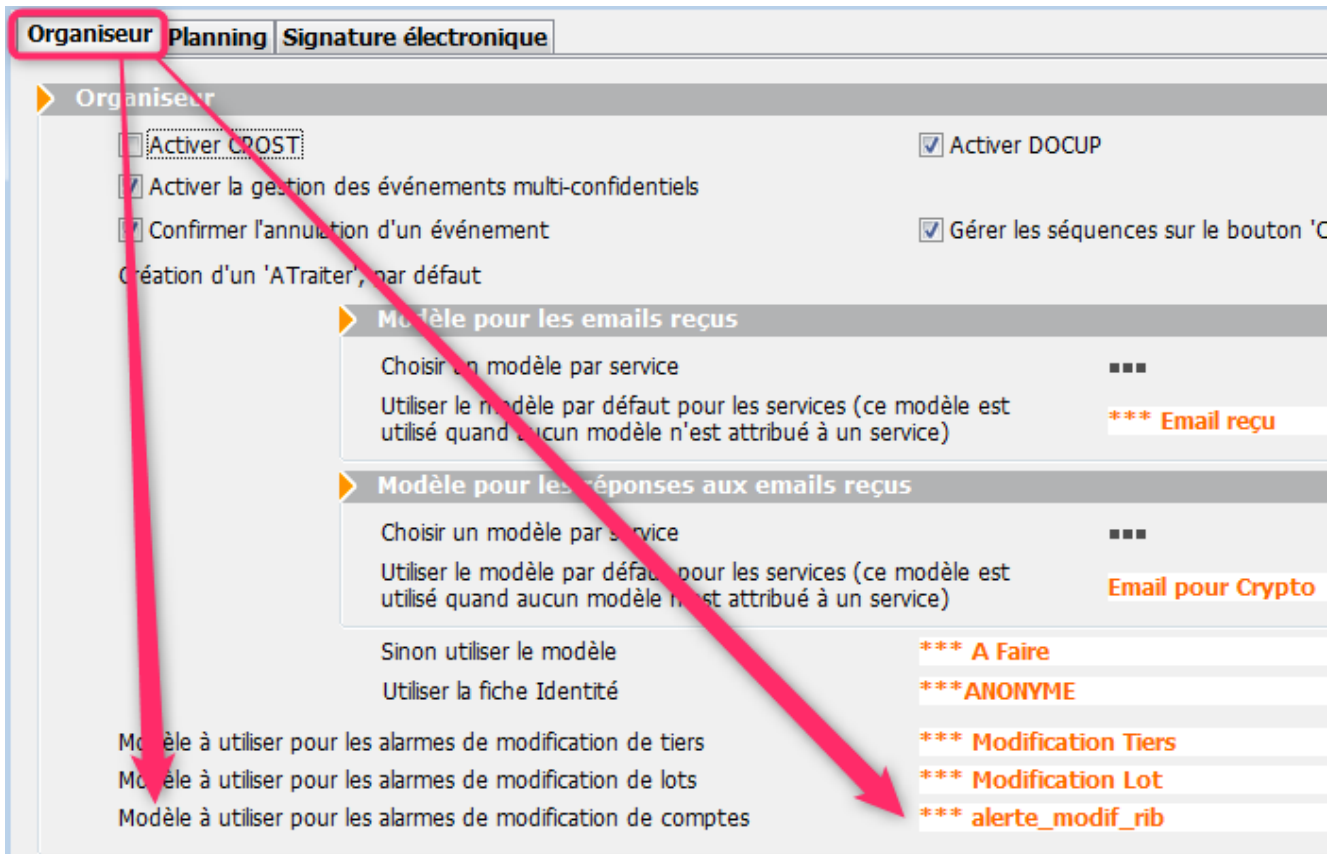 Organiseur Planning Signature électronique
Organiseur
Activer CPOST Activer DOCUP
Activer la gestion des événements multi-confidentiels
Confirmer l'annulation d'un événement Gérer les séquences sur le bouton 'C
Création d'un 'ATraiter', par défaut
Modèle pour les emails reçus
Choisir un modèle par service
Utiliser le modèle par défaut pour les services (ce modèle est
utilisé quand aucun modèle n'est attribué à un service) *** Email reçu
Modèle pour les réponses aux emails reçus
Choisir un modèle par service
Utiliser le modèle par défaut pour les services (ce modèle est
utilisé quand aucun modèle n'est attribué à un service) Email pour Crypto
Sinon utiliser le modèle *** A Faire
Utiliser la fiche Identité ***ANONYME
Modèle à utiliser pour les alarmes de modification de tiers *** Modification Tiers
Modèle à utiliser pour les alarmes de modification de lots *** Modification Lot
Modèle à utiliser pour les alarmes de modification de comptes *** alerte_modif_rib